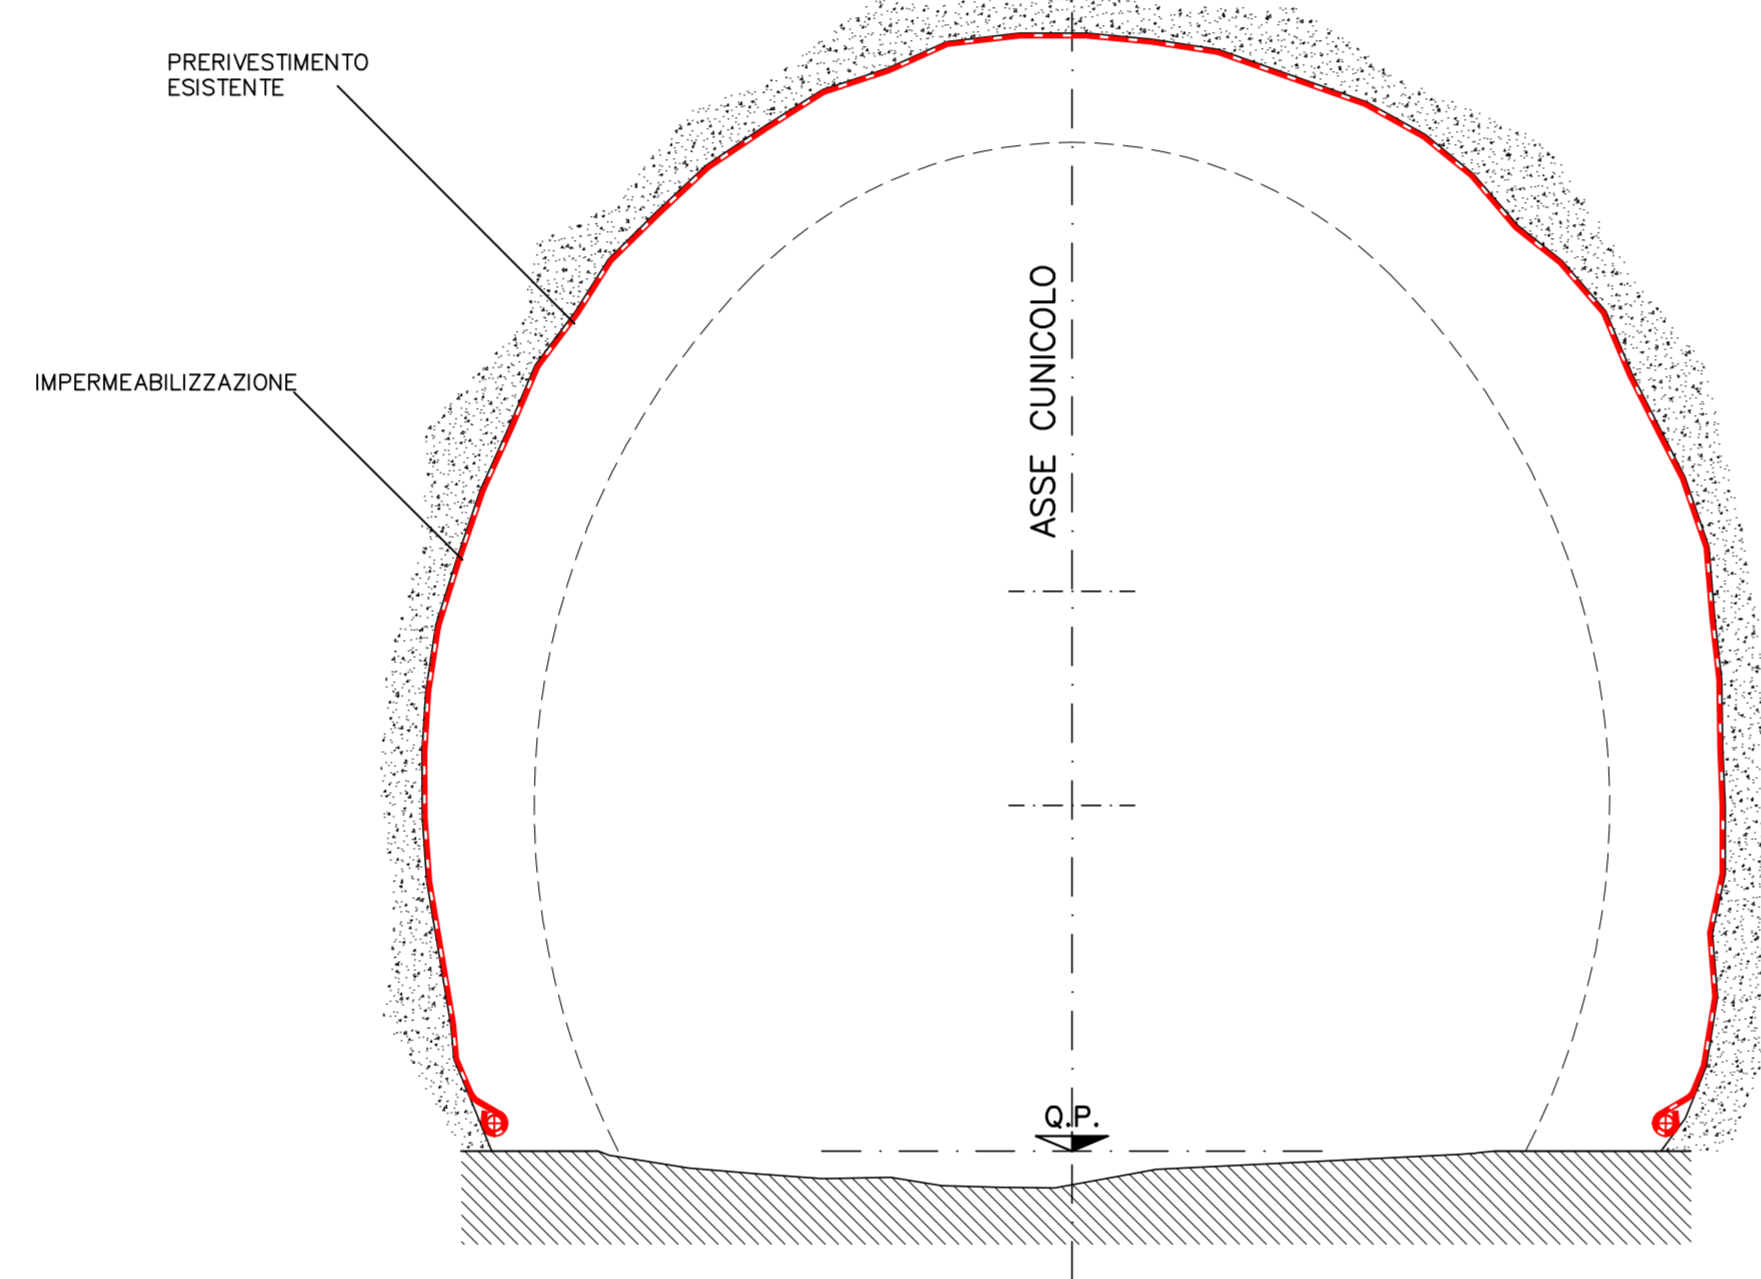 PRERIVESTIMENTO
ESISTENTE
IMPERMEABILIZZAZIONE
ASSE CUNICOLO
Q.P.